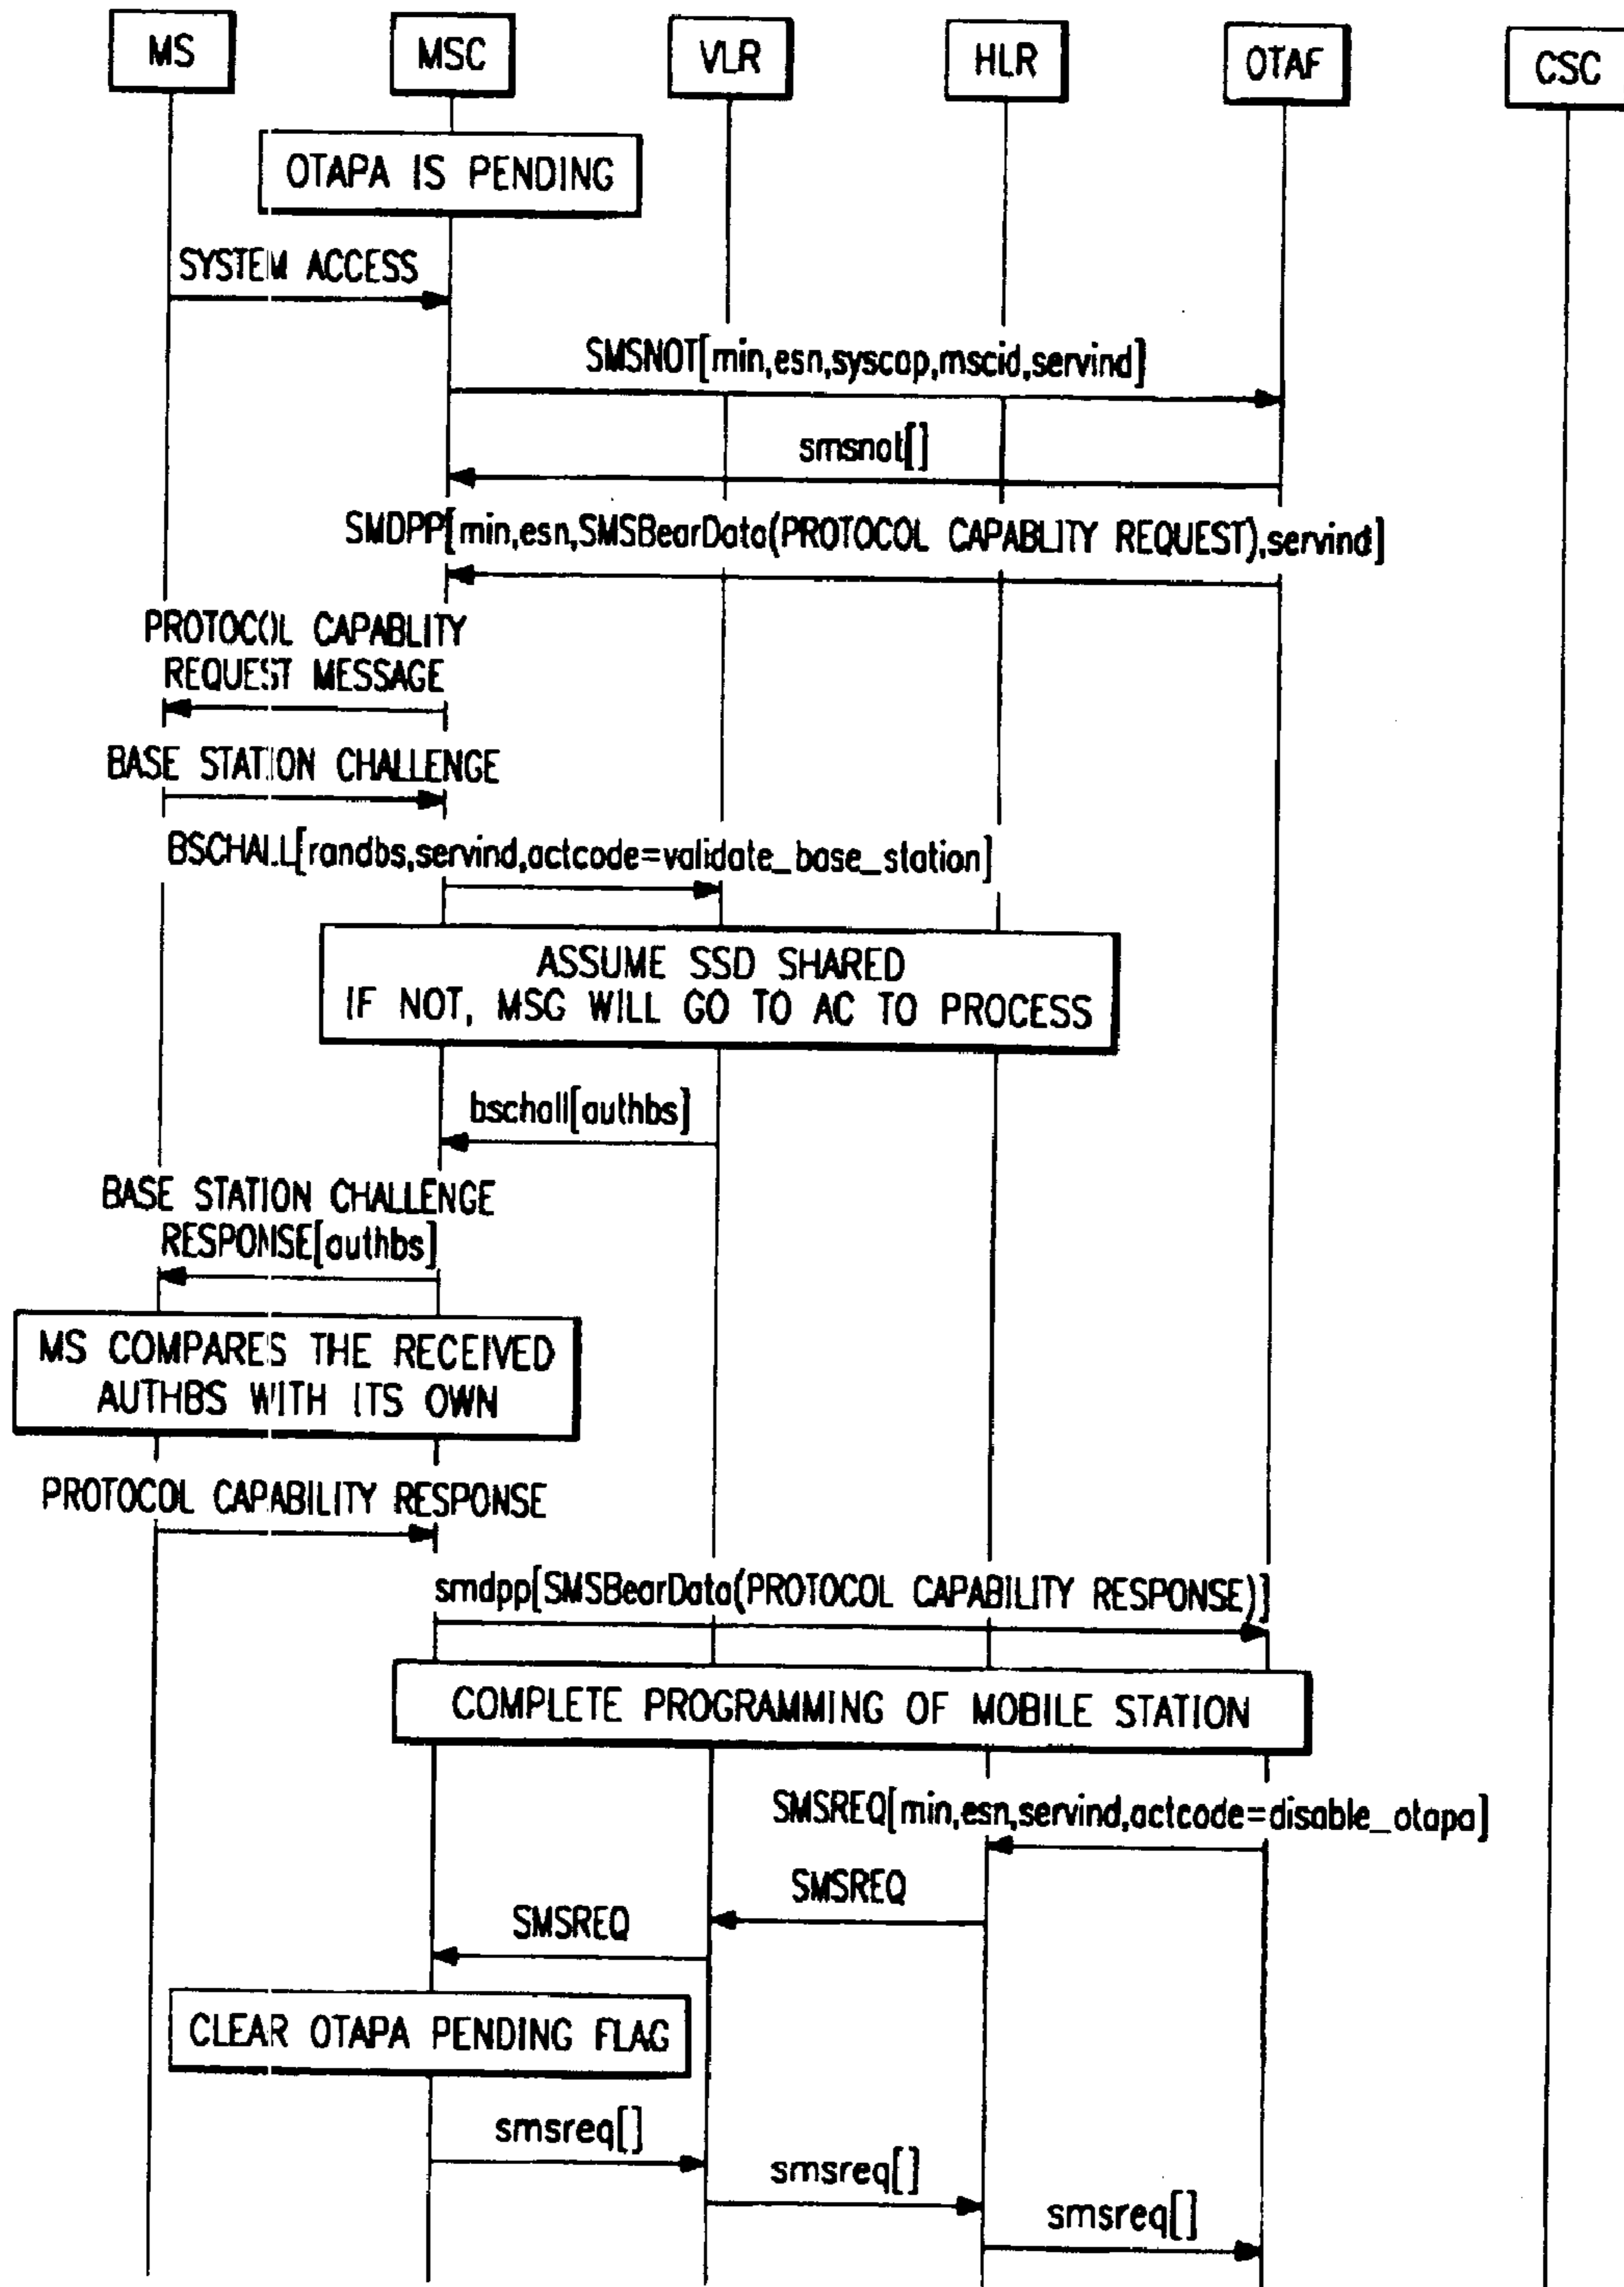 MS
MSC
VLR
HLR
OTAF
CSC
OTAPA IS PENDING
SYSTEM ACCESS
SMSNOT[min,esn,syscap,mscid,servind]
smsnot[]
SMDPP[min,esn,SMSBearData(PROTOCOL CAPABLITY REQUEST),servind]
PROTOCOL CAPABLITY
REQUEST MESSAGE
BASE STATION CHALLENGE
BSCHALL[randbs,servind,actcode=validate_base_station]
ASSUME SSD SHARED
IF NOT, MSG WILL GO TO AC TO PROCESS
bschall[authbs]
BASE STATION CHALLENGE
RESPONSE[authbs]
MS COMPARES THE RECEIVED
AUTHBS WITH ITS OWN
PROTOCOL CAPABILITY RESPONSE
smdpp[SMSBearData(PROTOCOL CAPABILITY RESPONSE)]
COMPLETE PROGRAMMING OF MOBILE STATION
SMSREQ[min,esn,servind,actcode=disable_otapa]
SMSREQ
SMSREQ
CLEAR OTAPA PENDING FLAG
smsreq[]
smsreq[]
smsreq[]